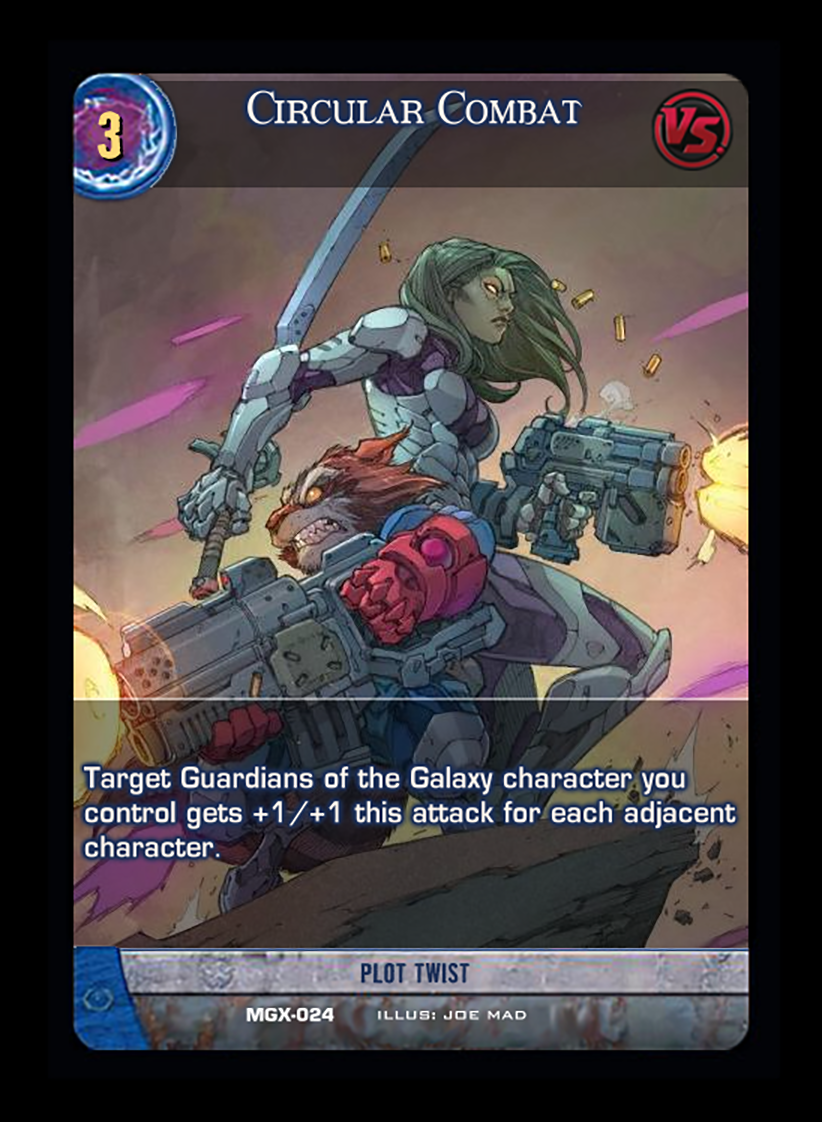 3
Circular Combat
VS.
Target Guardians of the Galaxy character you
control gets +1/+1 this attack for each adjacent
character.
PLOT TWIST
MGX-024 ILLUS: JOE MAD